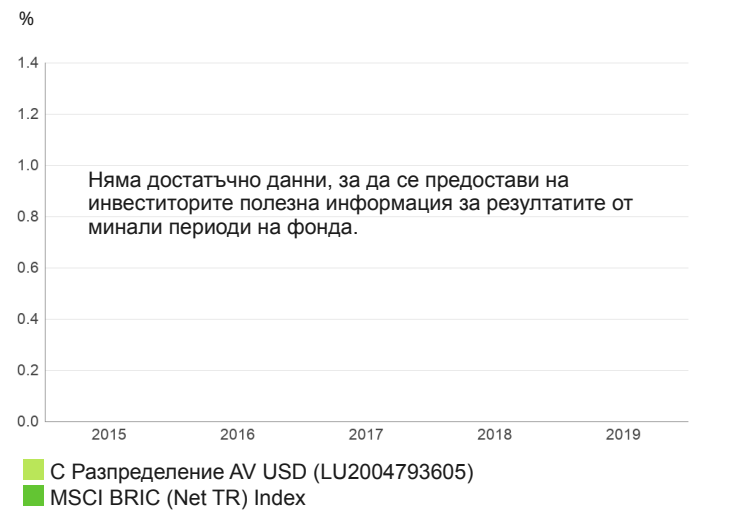 %
1.4
1.2
1.0
Няма достатъчно данни, за да се предостави на
инвеститорите полезна информация за резултатите от
минали периоди на фонда.
0.8
0.6
0.4
0.2
0.0
2015 2016 2017 2018 2019
C Разпределение AV USD (LU2004793605)
MSCI BRIC (Net TR) Index